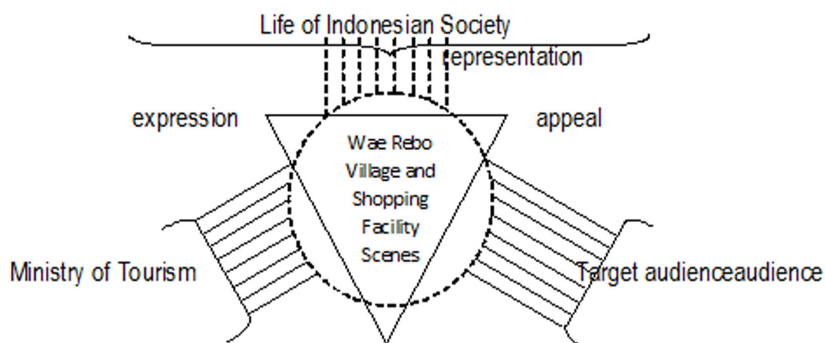 Life of Indonesian Society
representation
expression
appeal
Wae Rebo
Village and
Shopping
Facility
Scenes
Ministry of Tourism
Target audienceaudience